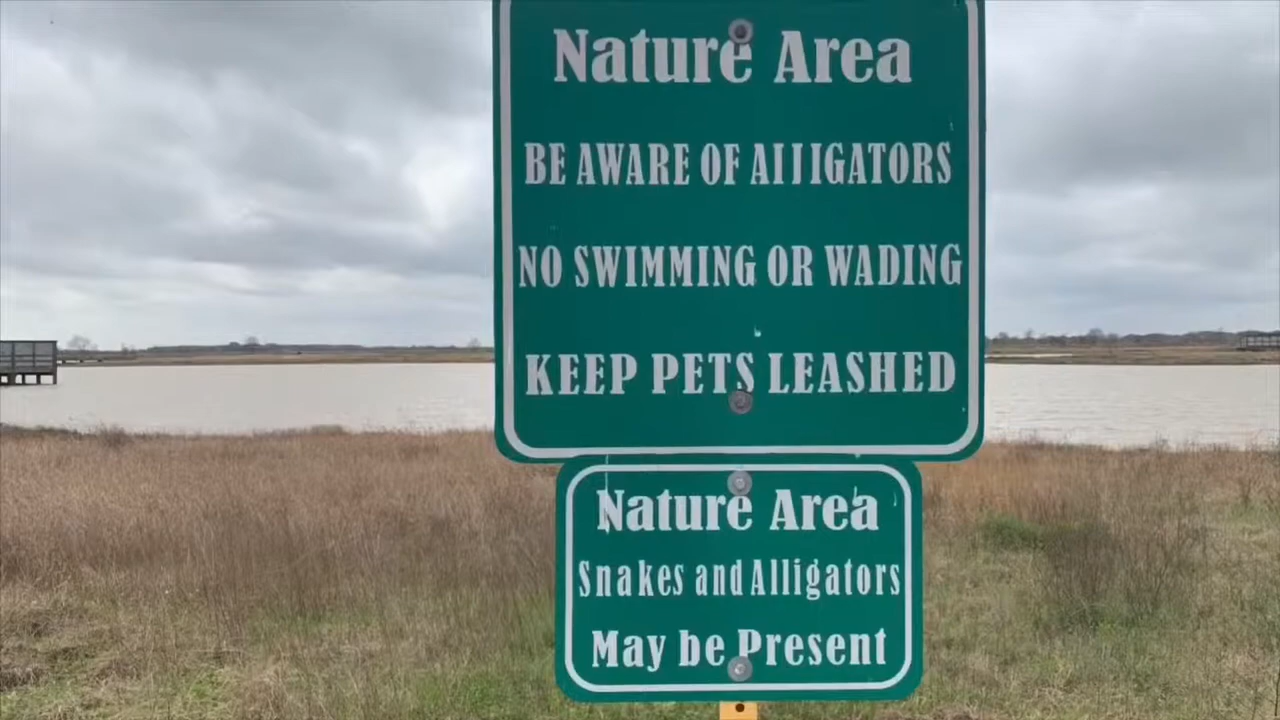 Nature Area
BE AWARE OF ALLIGATORS
NO SWIMMING OR WADING
KEEP PETS LEASHED
Nature Area
Snakes and Alligators
May be Present